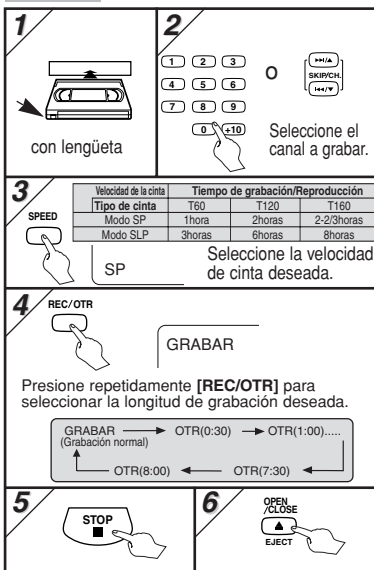 1
con lengüeta
2
1 2 3
4 5 6
7 8 9
0 +10
O
SKIP/CH.
Seleccione el
canal a grabar.
3
SPEED
Velocidad de la cinta Tiempo de grabación/Reproducción
Tipo de cinta T60 T120 T160
Modo SP 1hora 2horas 2-2/3horas
Modo SLP 3horas 6horas 8horas
SP
Seleccione la velocidad
de cinta deseada.
4
REC/OTR
GRABAR
Presione repetidamente [REC/OTR] para
seleccionar la longitud de grabación deseada.
GRABAR OTR(0:30) OTR(1:00).....
(Grabación normal)
OTR(8:00) OTR(7:30)
5
STOP
6
OPEN
/CLOSE
EJECT